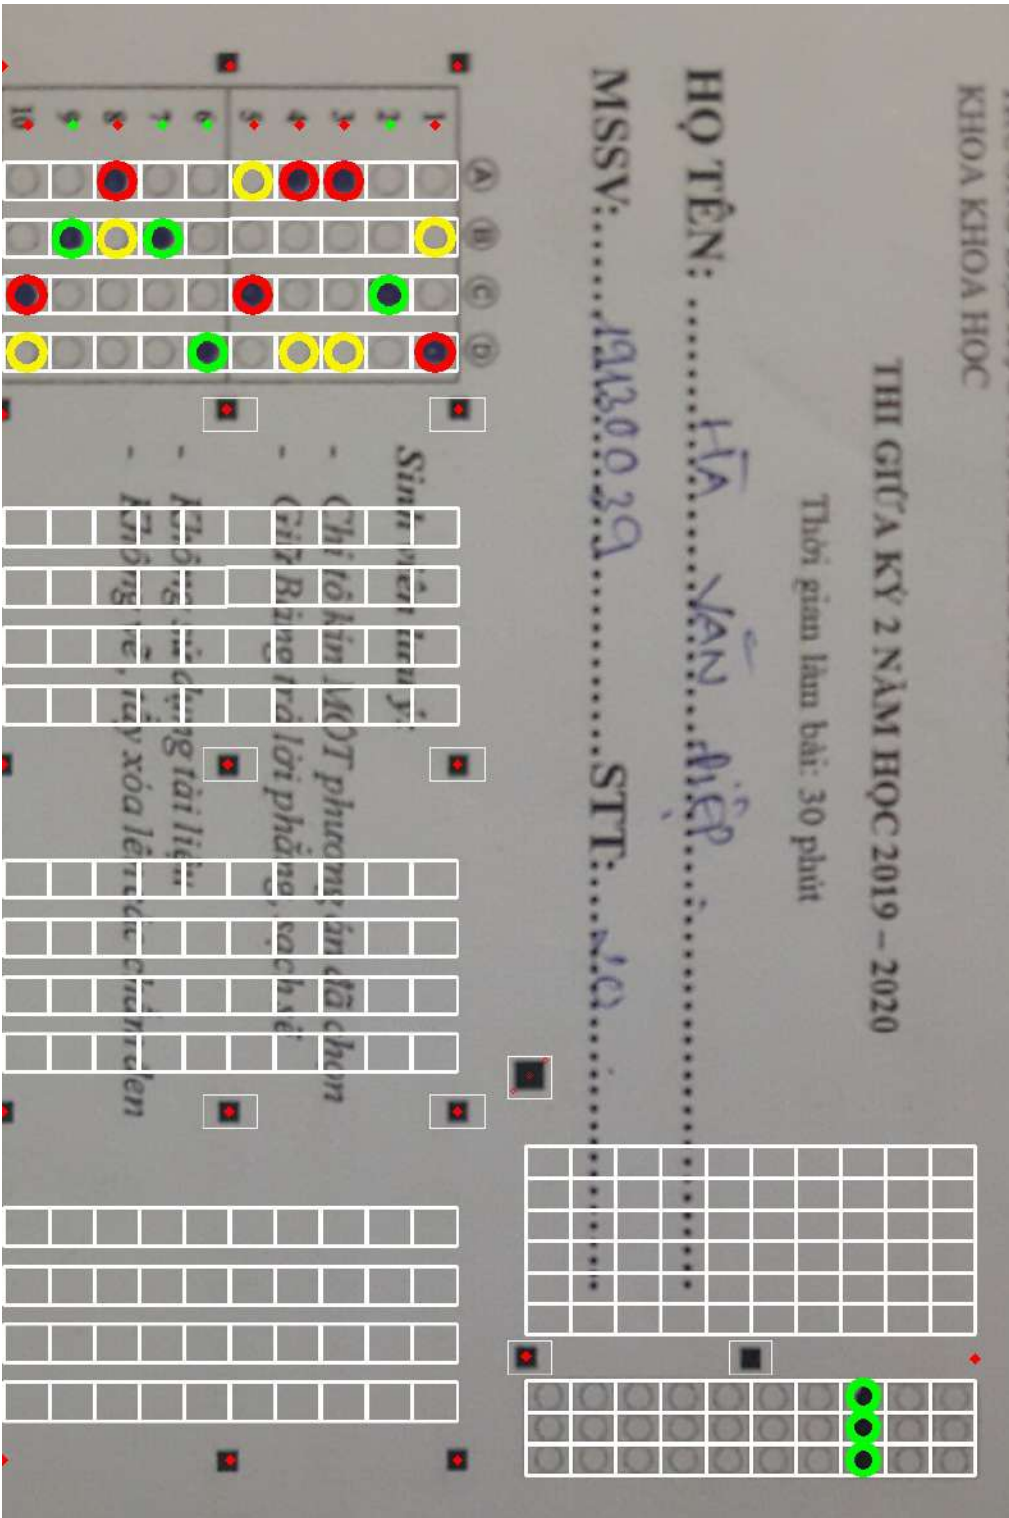 KHOA KHOA HỌC
THI GIỮA KỲ 2 NĂM HỌC 2019 – 2020
Thời gian làm bài: 30 phút
HỌ TÊN: HÀ VĂN ĐIỆP
MSSV: 19130039 STT:
Sinh viên lưu ý:
- Chỉ tô kín MỘT phương án đã chọn
- Giữ Bảng trả lời phẳng, sạch sẽ
- Không sử dụng tài liệu
- Không vẽ, tẩy xóa lên các chấm đen
A B C D
1
2
3
4
5
6
7
8
9
10